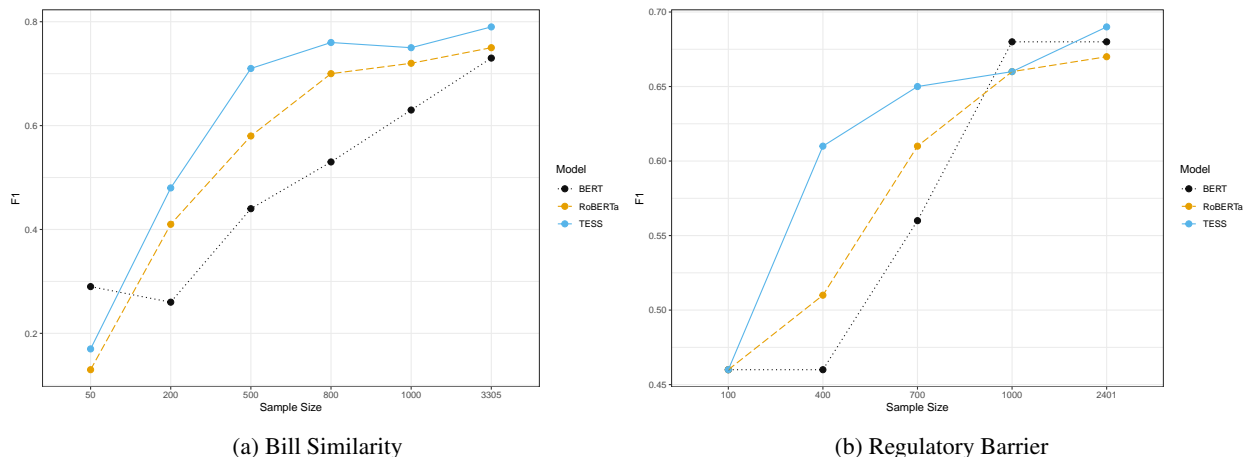 0.8
0.6
0.4
0.2
F1
50 200 500 800 1000 3305
Sample Size
Model
BERT
RoBERTa
TESS
(a) Bill Similarity
0.70
0.65
0.60
0.55
0.50
0.45
F1
100 400 700 1000 2401
Sample Size
Model
BERT
RoBERTa
TESS
(b) Regulatory Barrier